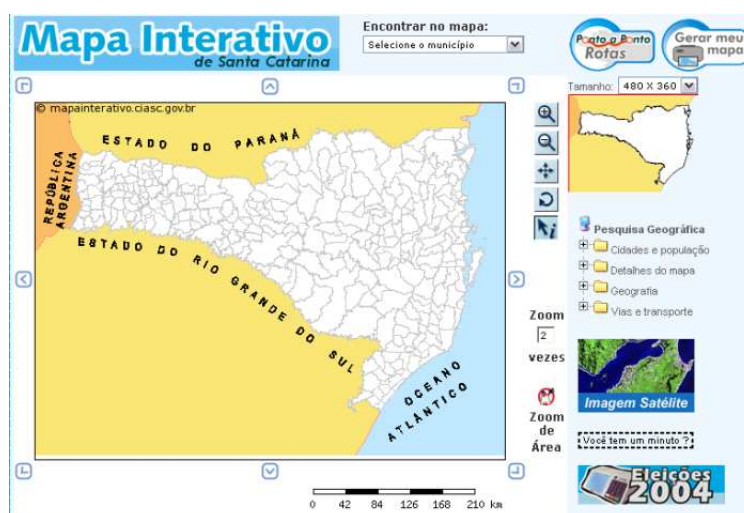 Mapa Interativo
de Santa Catarina
Encontrar no mapa:
Selecione o município
Ponto a Ponto
Rotas
Gerar meu
mapa
Tamanho: 480 X 360
© mapainterativo.ciasc.gov.br
ESTADO DO PARANÁ
REPÚBLICA
ARGENTINA
ESTADO DO RIO GRANDE DO SUL
OCEANO
ATLÂNTICO
i
Pesquisa Geográfica
Cidades e população
Detalhes do mapa
Geografia
Vias e transporte
Zoom
2
vezes
Zoom
de
Área
Imagem Satélite
Você tem um minuto ?
Eleições
2004
0 42 84 126 168 210 km